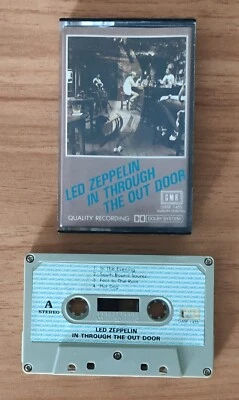 LED ZEPPELIN
IN THROUGH
THE OUT DOOR
GMR
QUALITY RECORDING
DOLBY SYSTEM
A
STEREO
1. In The Evening
2. South Bound Saurez
3. Fool In The Rain
4. Hot Dog
LED ZEPPELIN
IN THROUGH THE OUT DOOR